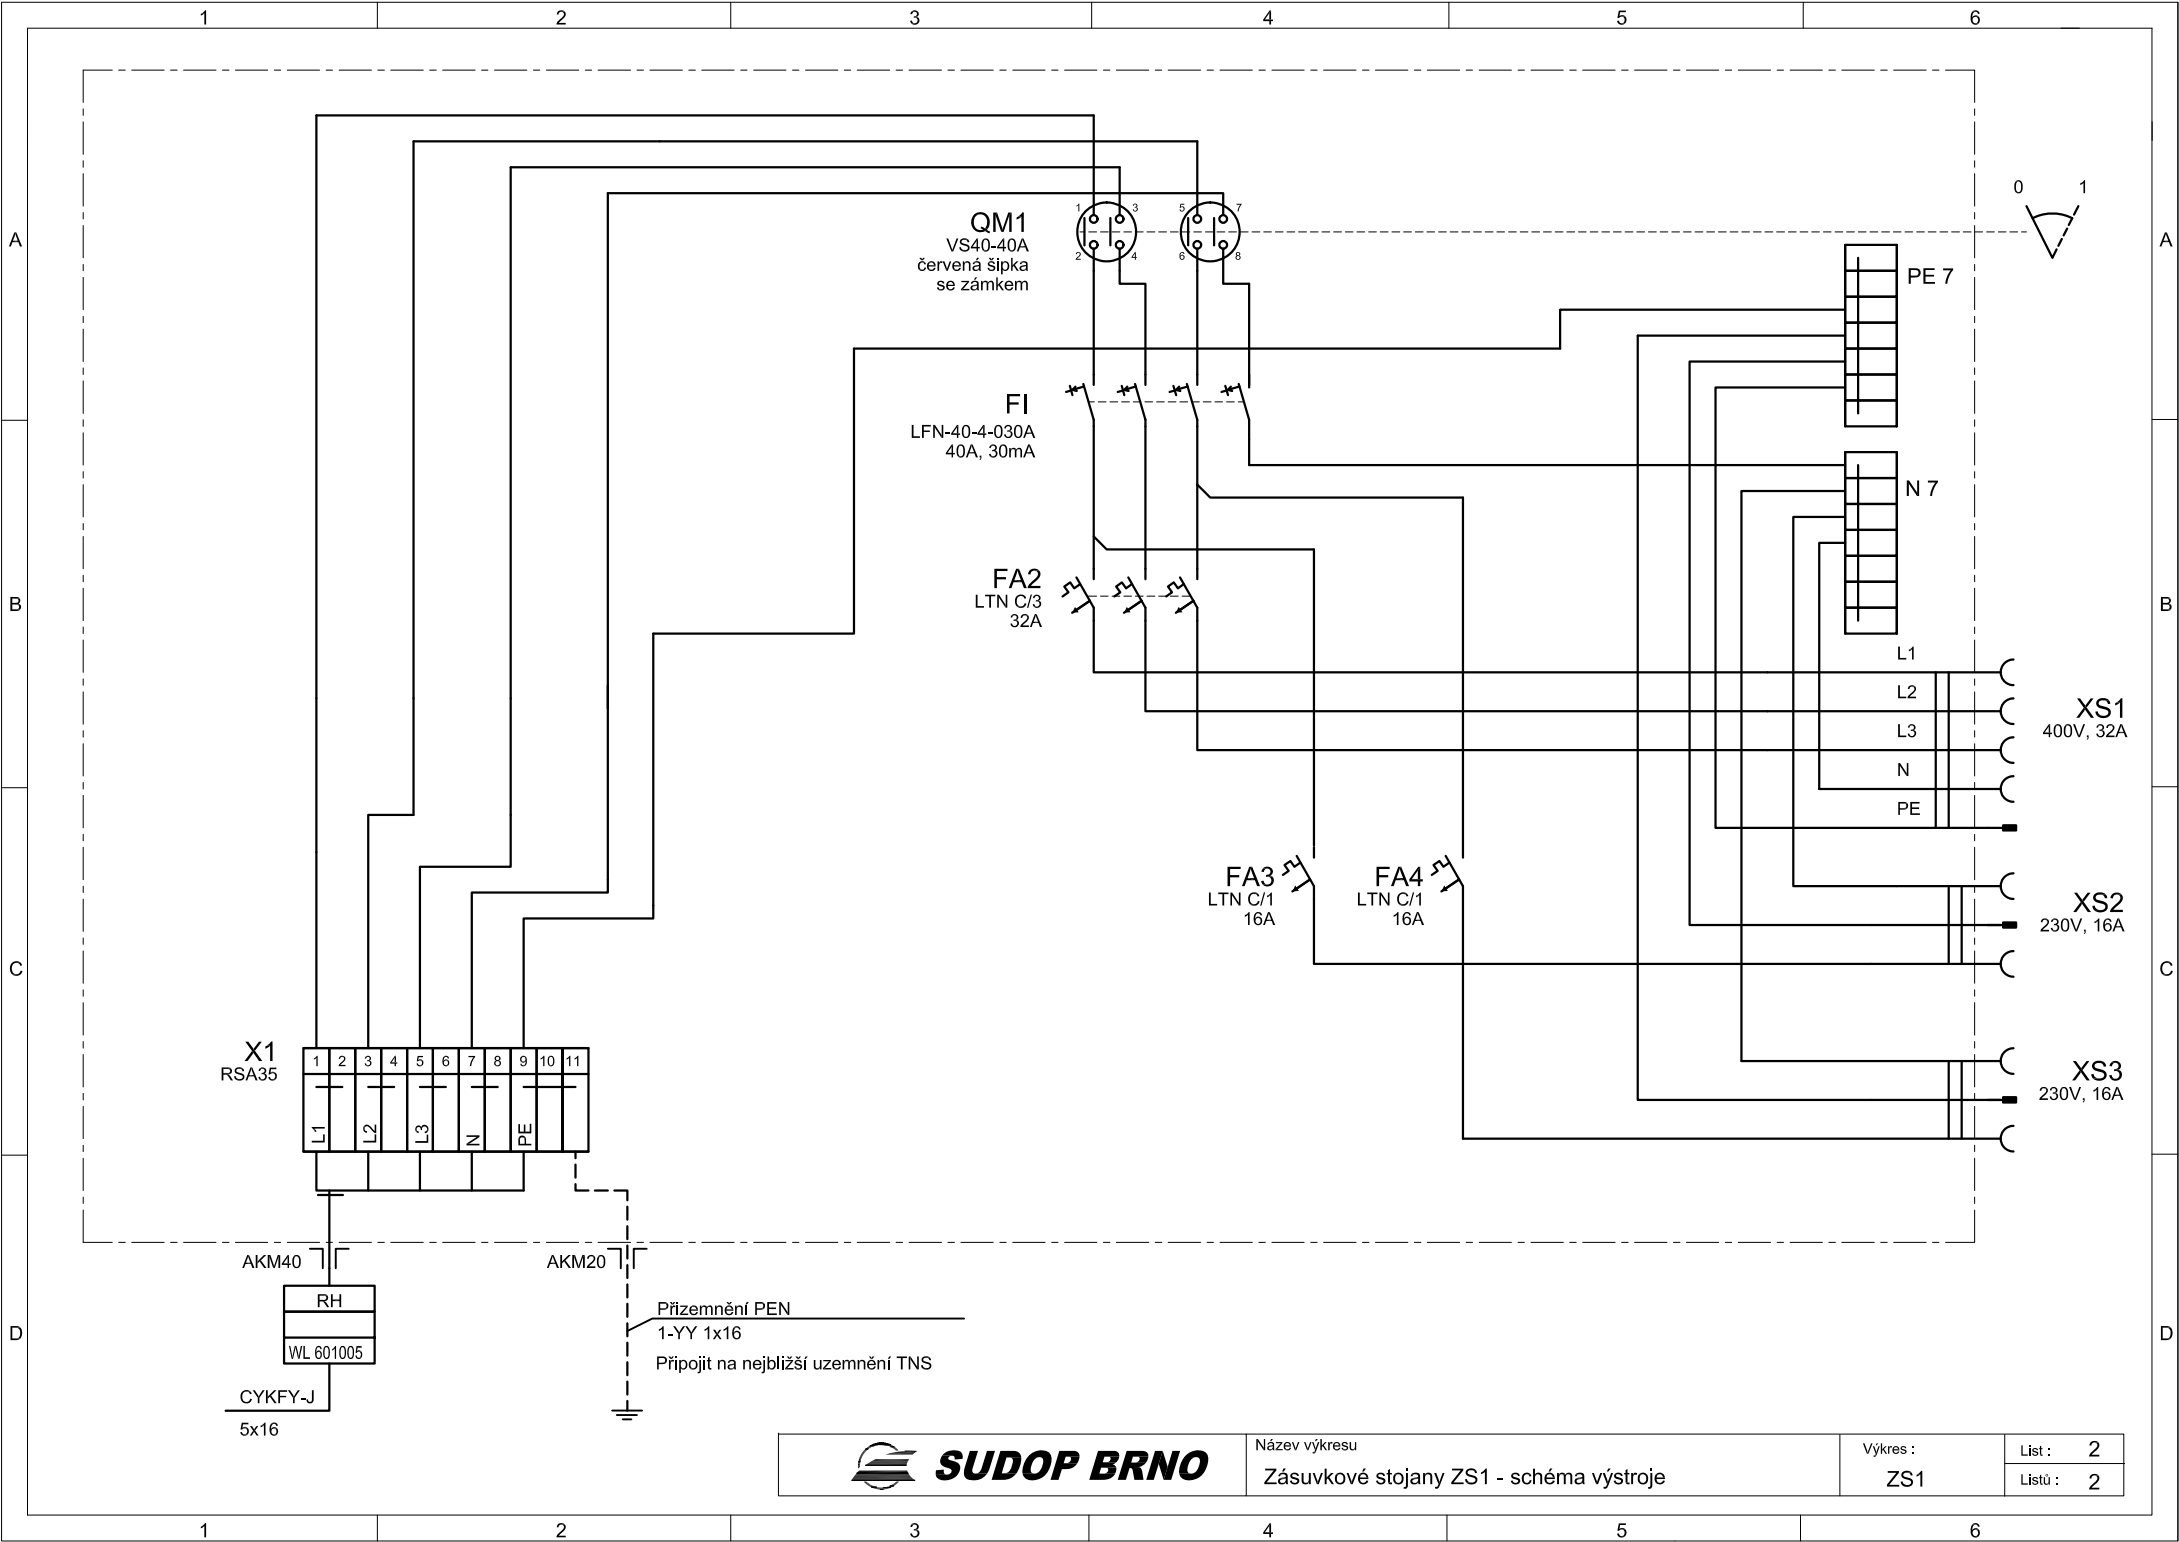 1 2 3 4 5 6
A
A
0 1
QM1
VS40-40A
červená šipka
se zámkem
1 3
2 4
5 7
6 8
PE 7
FI
LFN-40-4-030A
40A, 30mA
N 7
FA2
LTN C/3
32A
B
B
L1
L2
L3
N
PE
XS1
400V, 32A
FA3
LTN C/1
16A
FA4
LTN C/1
16A
XS2
230V, 16A
C
C
XS3
230V, 16A
X1
RSA35
1 2 3 4 5 6 7 8 9 10 11
L1 L2 L3 N PE
AKM40
AKM20
RH
WL 601005
CYKFY-J
5x16
Přizemnění PEN
1-YY 1x16
Připojit na nejbližší uzemnění TNS
D
D
SUDOP BRNO
Název výkresu
Zásuvkové stojany ZS1 - schéma výstroje
Výkres :
ZS1
List : 2
Listů : 2
1 2 3 4 5 6